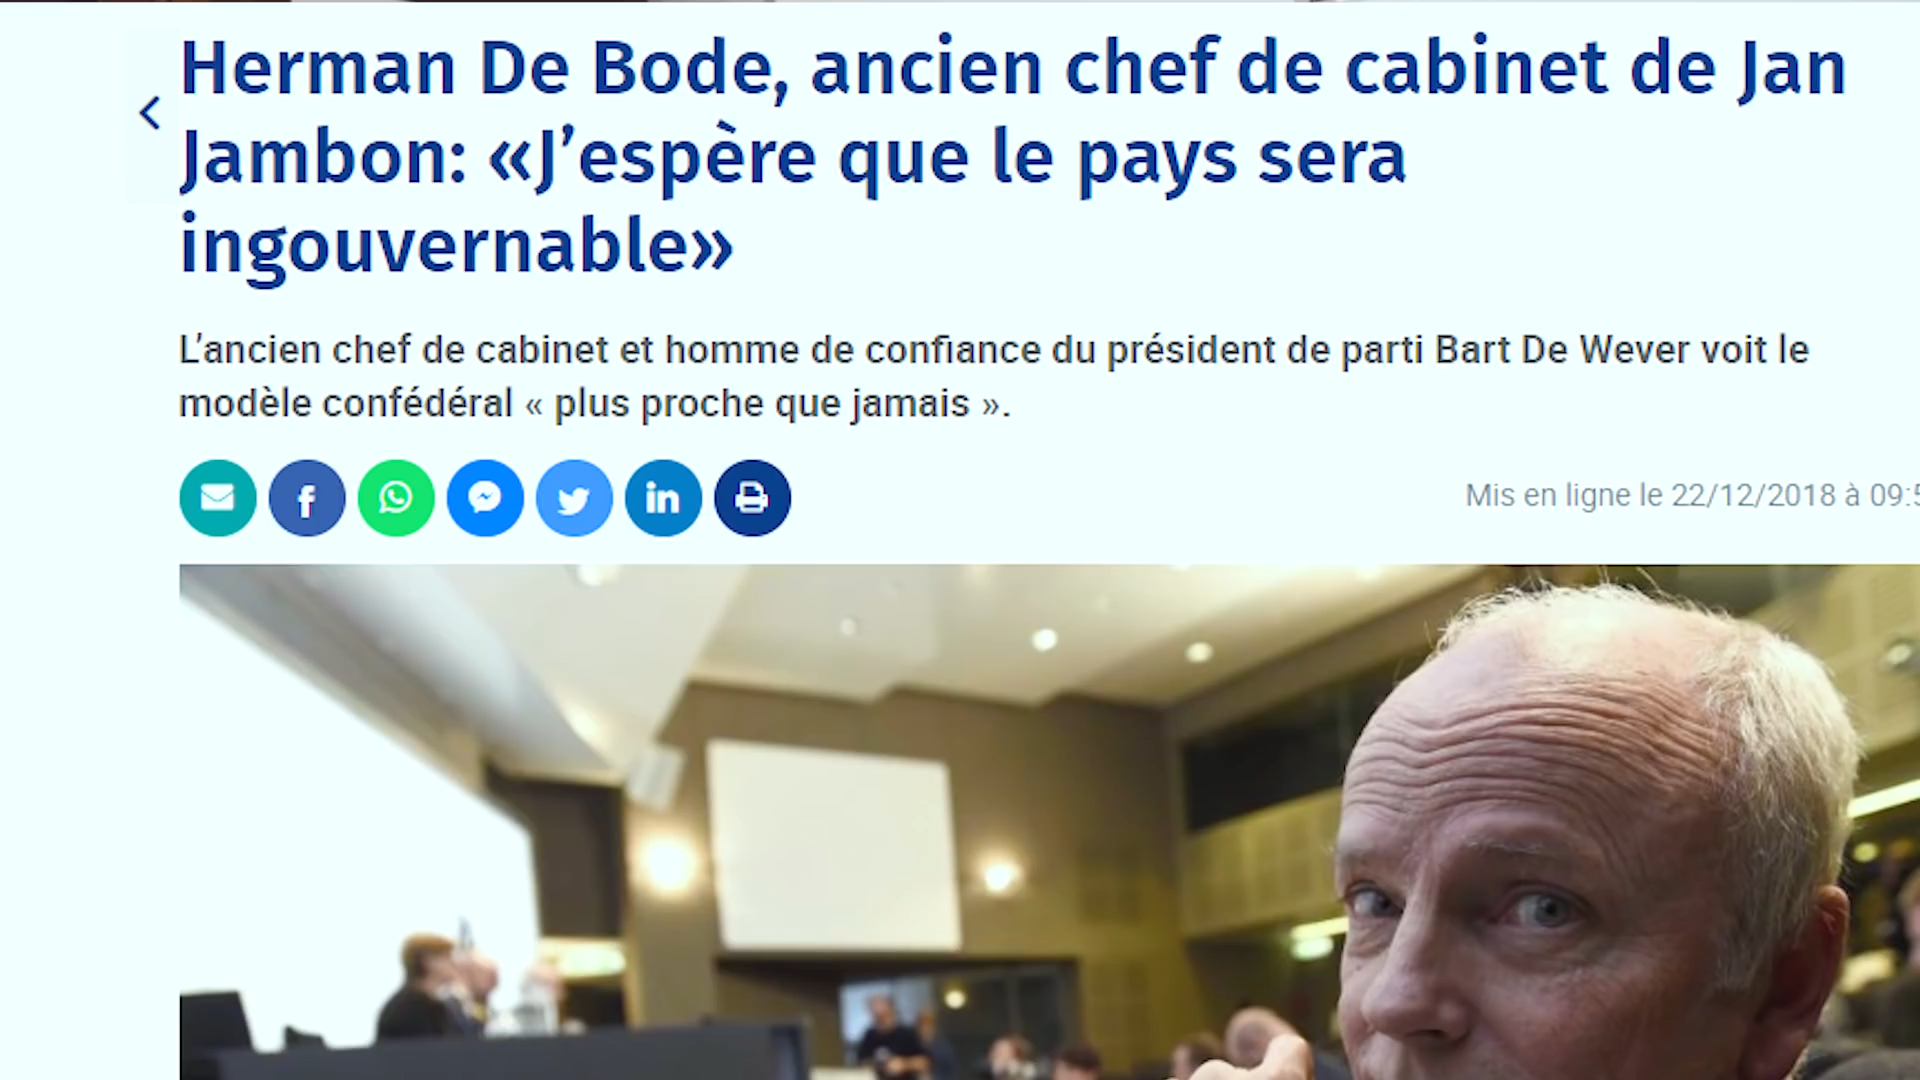 Herman De Bode, ancien chef de cabinet de Jan
Jambon: «J’espère que le pays sera
ingouvernable»
L’ancien chef de cabinet et homme de confiance du président de parti Bart De Wever voit le
modèle confédéral « plus proche que jamais ».
Mis en ligne le 22/12/2018 à 09:5